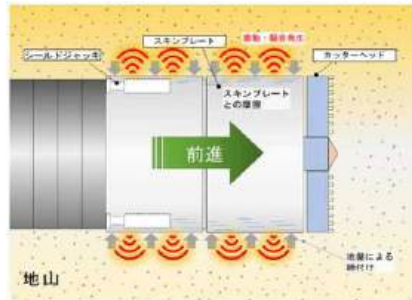 スキンプレート
振動・騒音発生
シールドジャッキ
カッターヘッド
スキンプレート
との摩擦
前進
地盤による
締付け
地山